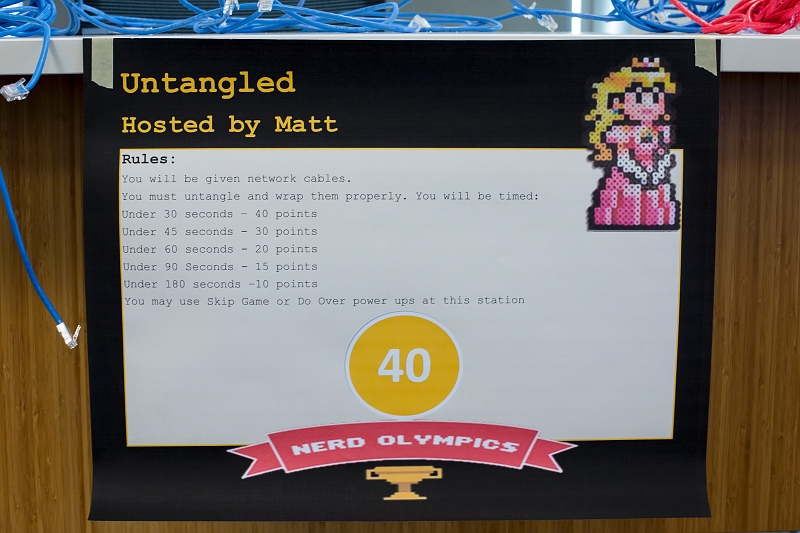 Untangled
Hosted by Matt
Rules:
You will be given network cables.
You must untangle and wrap them properly. You will be timed:
Under 30 seconds - 40 points
Under 45 seconds - 30 points
Under 60 seconds - 20 points
Under 90 Seconds - 15 points
Under 180 seconds -10 points
You may use Skip Game or Do Over power ups at this station
40
NERD OLYMPICS